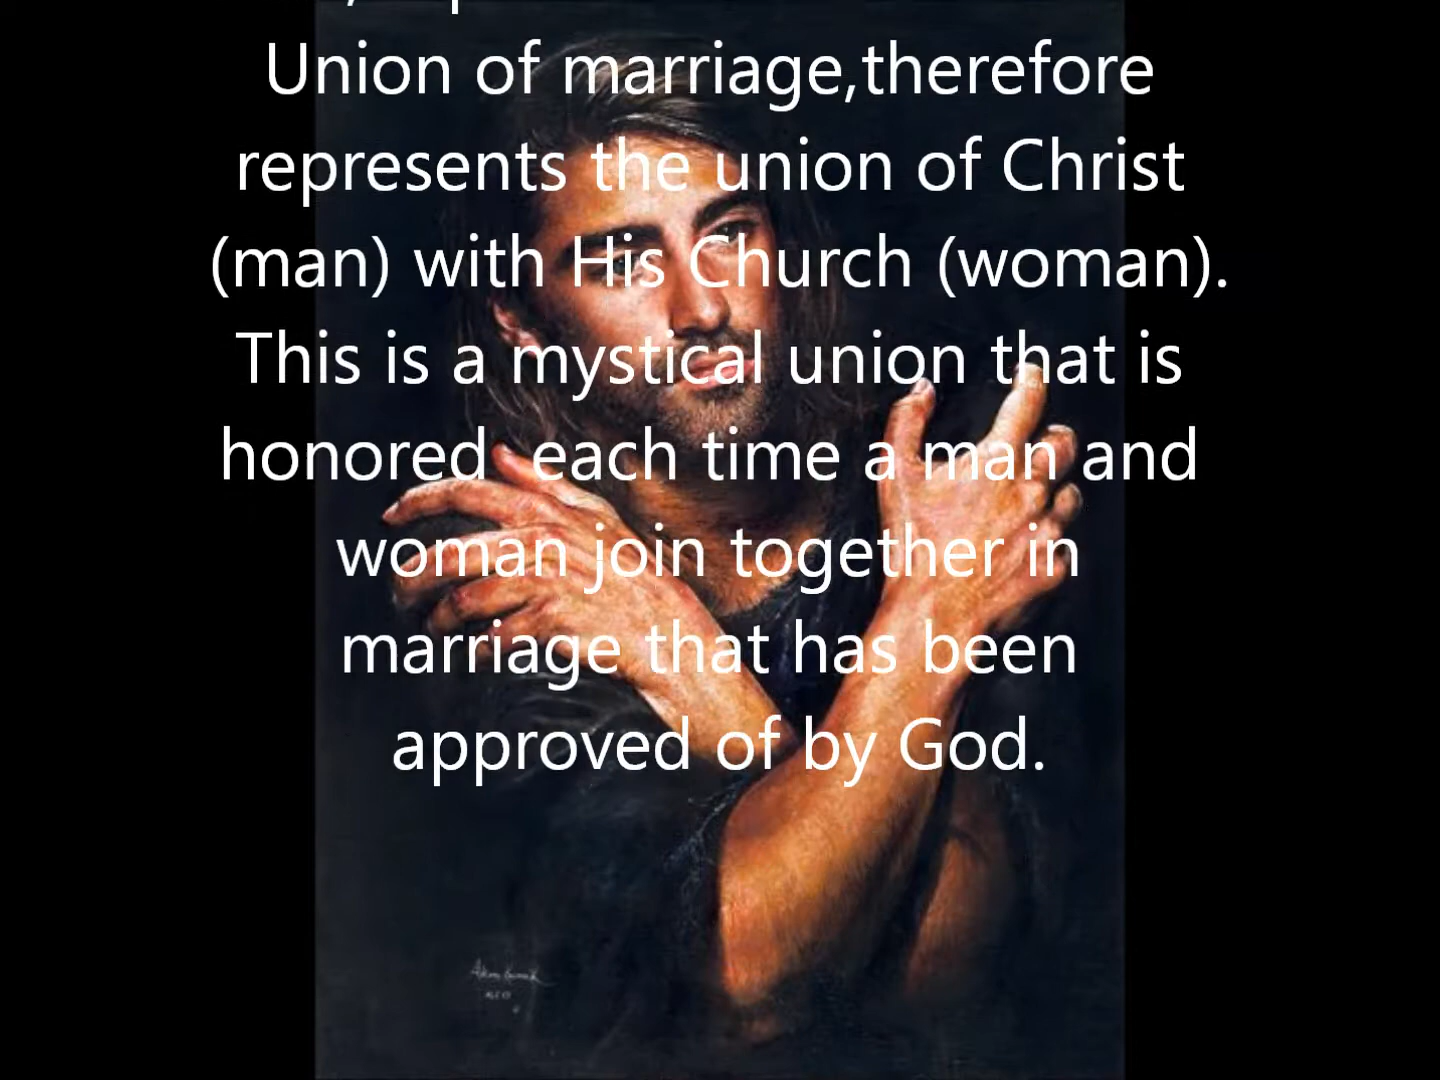 Union of marriage,therefore
represents the union of Christ
(man) with His Church (woman).
This is a mystical union that is
honored  each time a man and
woman join together in
marriage that has been
approved of by God.